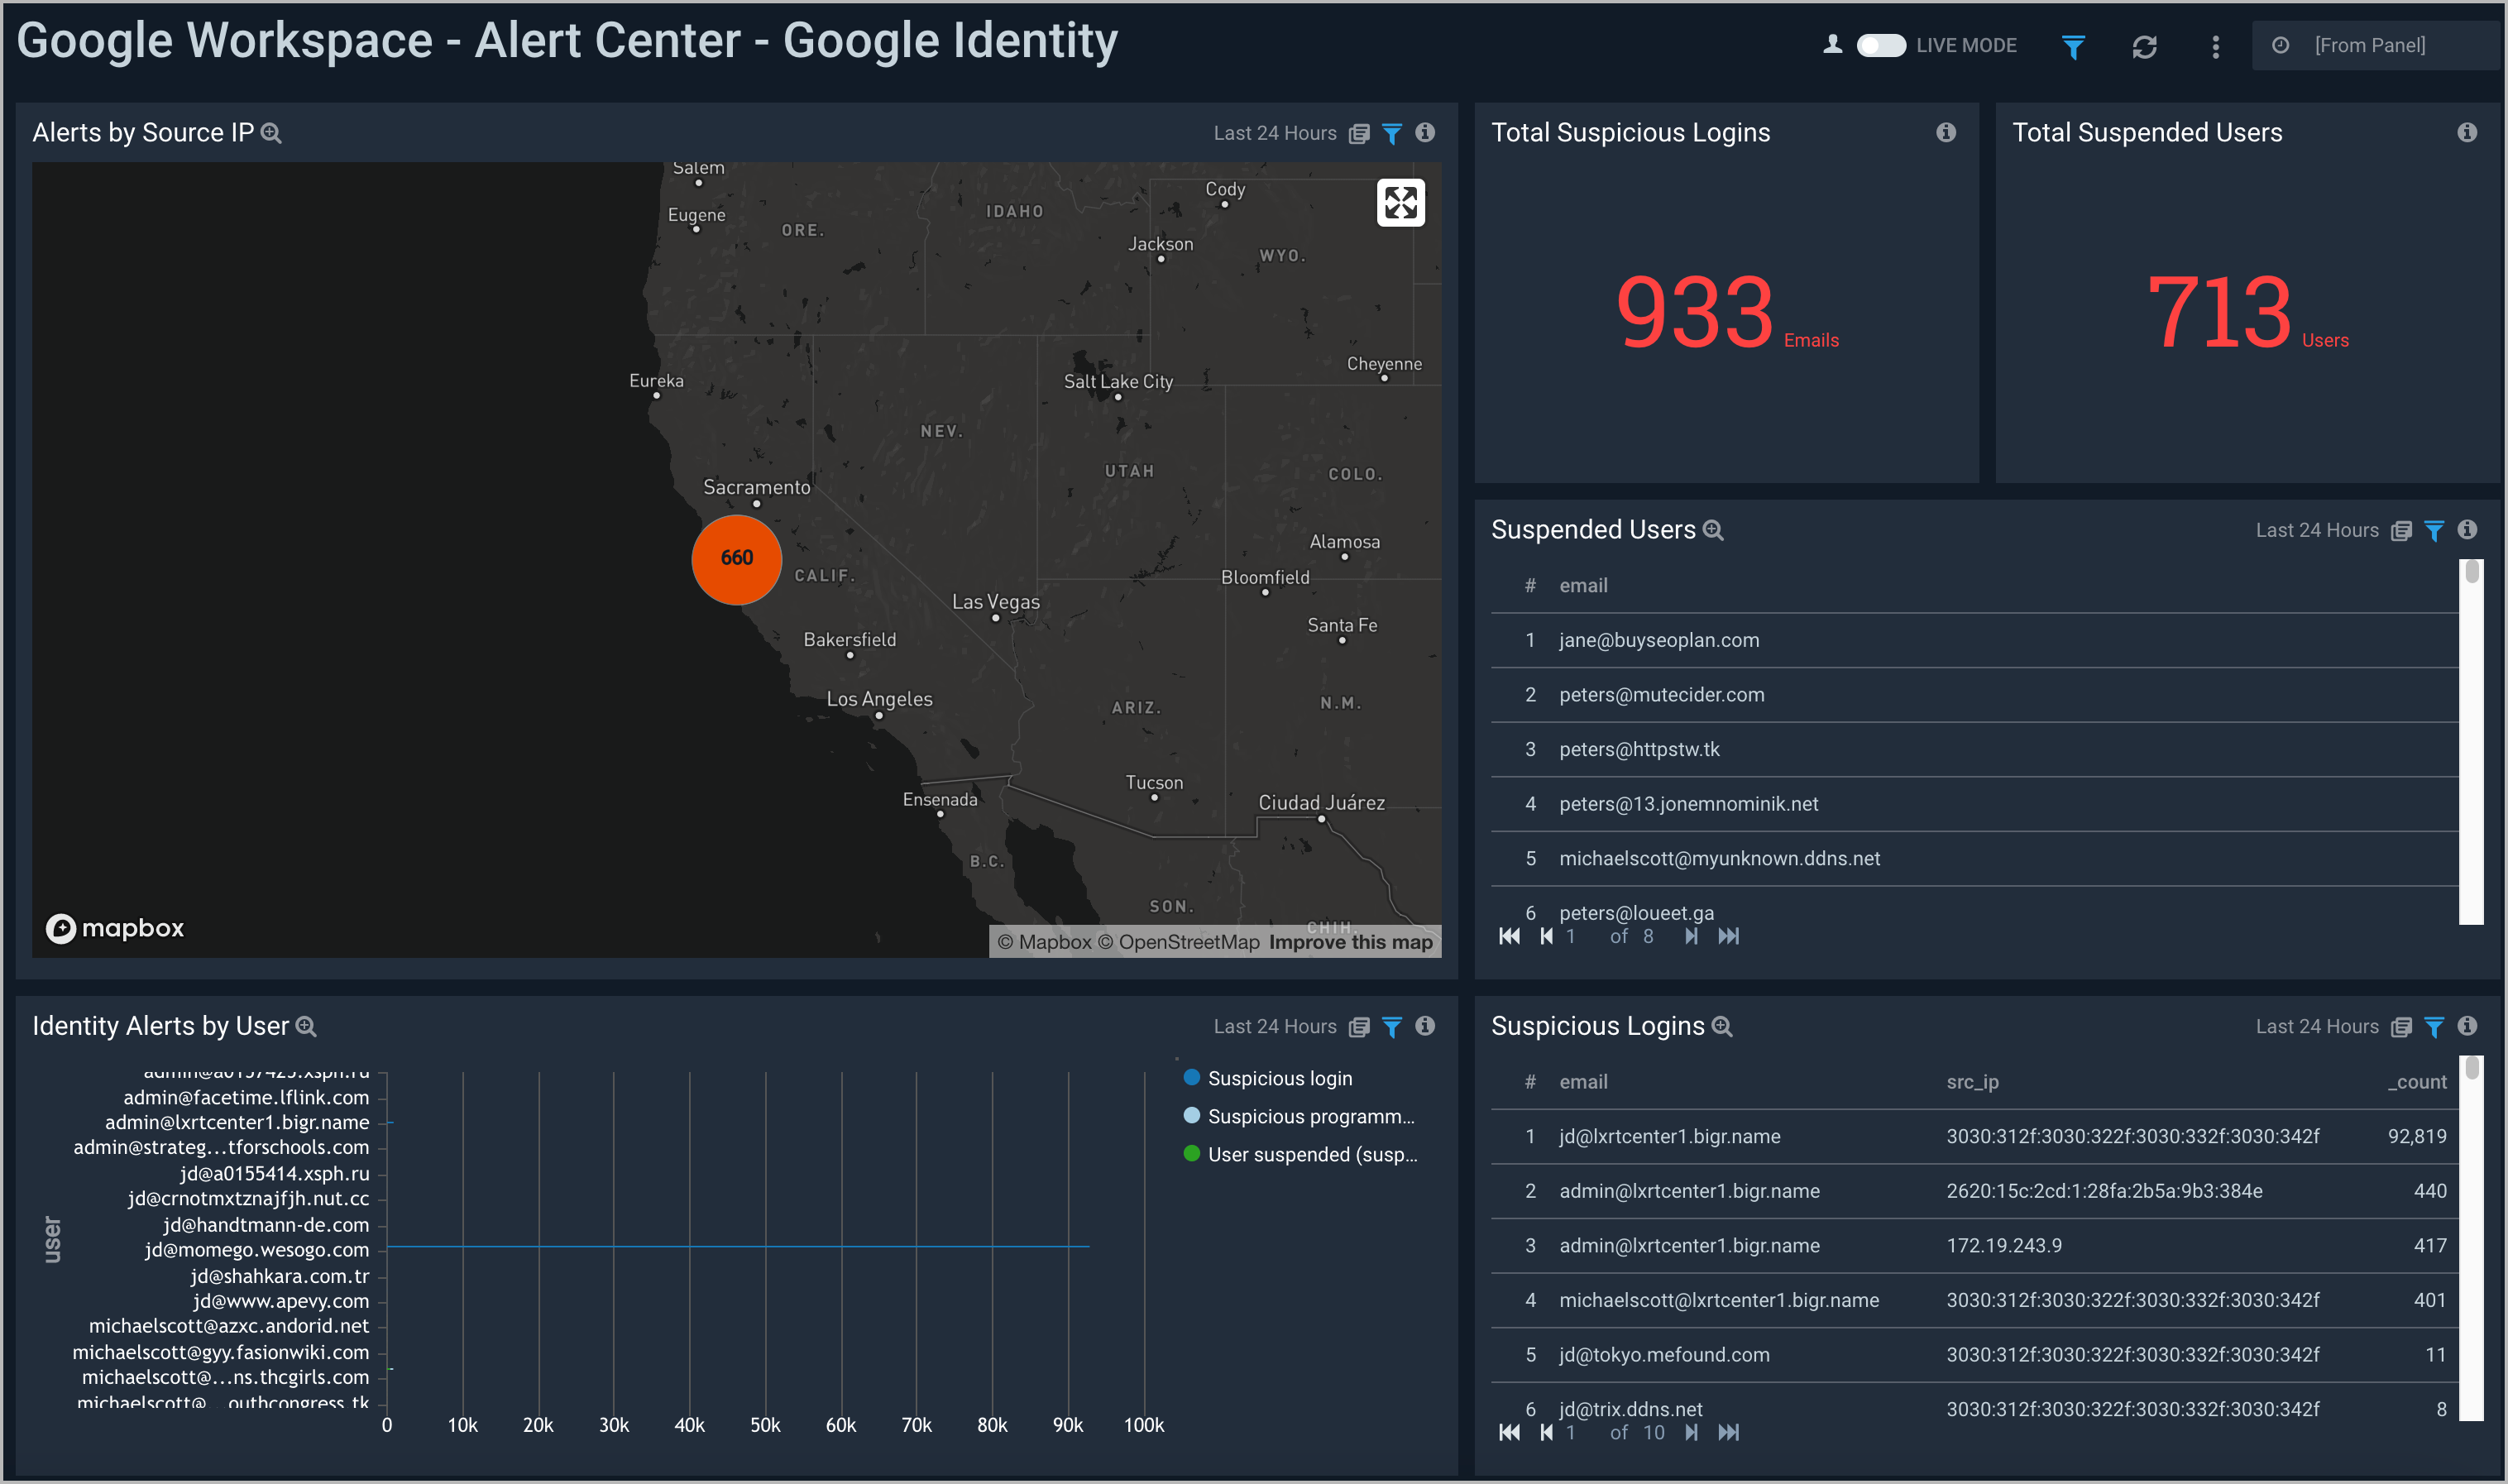 Google Workspace - Alert Center - Google Identity
LIVE MODE
[From Panel]
Alerts by Source IP
Last 24 Hours
Salem
Eugene
ORE.
IDAHO
Cody
Jackson
WYO.
Eureka
Salt Lake City
Cheyenne
NEV.
UTAH
COLO.
Sacramento
660
CALIF.
Alamosa
Bloomfield
Las Vegas
Santa Fe
Bakersfield
Los Angeles
ARIZ.
N.M.
Tucson
Ensenada
Ciudad Juárez
B.C.
SON.
CHIH.
mapbox
© Mapbox © OpenStreetMap Improve this map
Total Suspicious Logins
933 Emails
Total Suspended Users
713 Users
Suspended Users
Last 24 Hours
# email
1 jane@buyseoplan.com
2 peters@mutecider.com
3 peters@httpstw.tk
4 peters@13.jonemnominik.net
5 michaelscott@myunknown.ddns.net
6 peters@loueet.ga
1 of 8
Identity Alerts by User
Last 24 Hours
user
admin@a0157425.xsph.ru
admin@facetime.lflink.com
admin@lxrtcenter1.bigr.name
admin@strateg...tforschools.com
jd@a0155414.xsph.ru
jd@crnotmxtznajfjh.nut.cc
jd@handtmann-de.com
jd@momego.wesogo.com
jd@shahkara.com.tr
jd@www.apevy.com
michaelscott@azxc.andorid.net
michaelscott@gyy.fasionwiki.com
michaelscott@...ns.thcgirls.com
michaelscott@...outhcongress.tk
0 10k 20k 30k 40k 50k 60k 70k 80k 90k 100k
Suspicious login
Suspicious programm...
User suspended (susp...
Suspicious Logins
Last 24 Hours
# email src_ip _count
1 jd@lxrtcenter1.bigr.name 3030:312f:3030:322f:3030:332f:3030:342f 92,819
2 admin@lxrtcenter1.bigr.name 2620:15c:2cd:1:28fa:2b5a:9b3:384e 440
3 admin@lxrtcenter1.bigr.name 172.19.243.9 417
4 michaelscott@lxrtcenter1.bigr.name 3030:312f:3030:322f:3030:332f:3030:342f 401
5 jd@tokyo.mefound.com 3030:312f:3030:322f:3030:332f:3030:342f 11
6 jd@trix.ddns.net 3030:312f:3030:322f:3030:332f:3030:342f 8
1 of 10